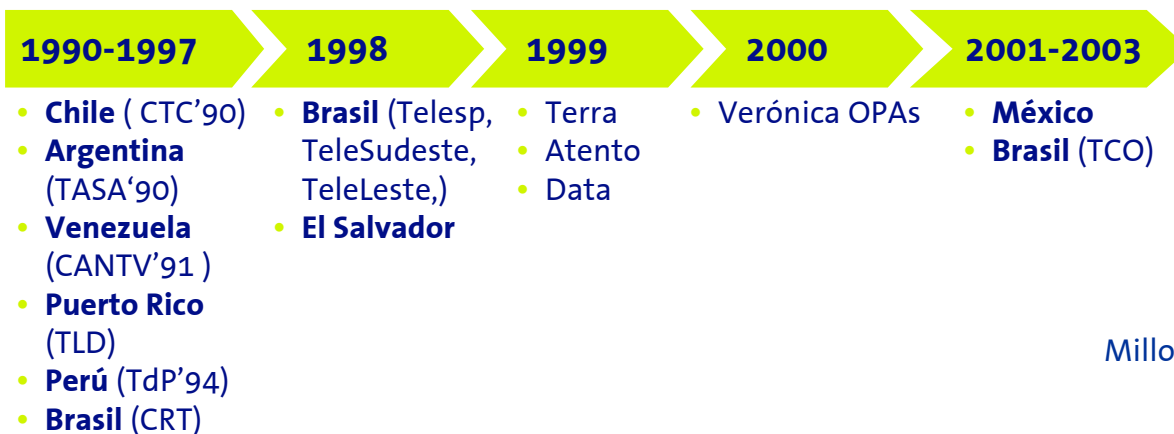 1990-1997
• Chile ( CTC’90)
• Argentina
(TASA‘90)
• Venezuela
(CANTV’91 )
• Puerto Rico
(TLD)
• Perú (TdP’94)
• Brasil (CRT)
1998
• Brasil (Telesp,
TeleSudeste,
TeleLeste,)
• El Salvador
1999
• Terra
• Atento
• Data
2000
• Verónica OPAs
2001-2003
• México
• Brasil (TCO)
Millo